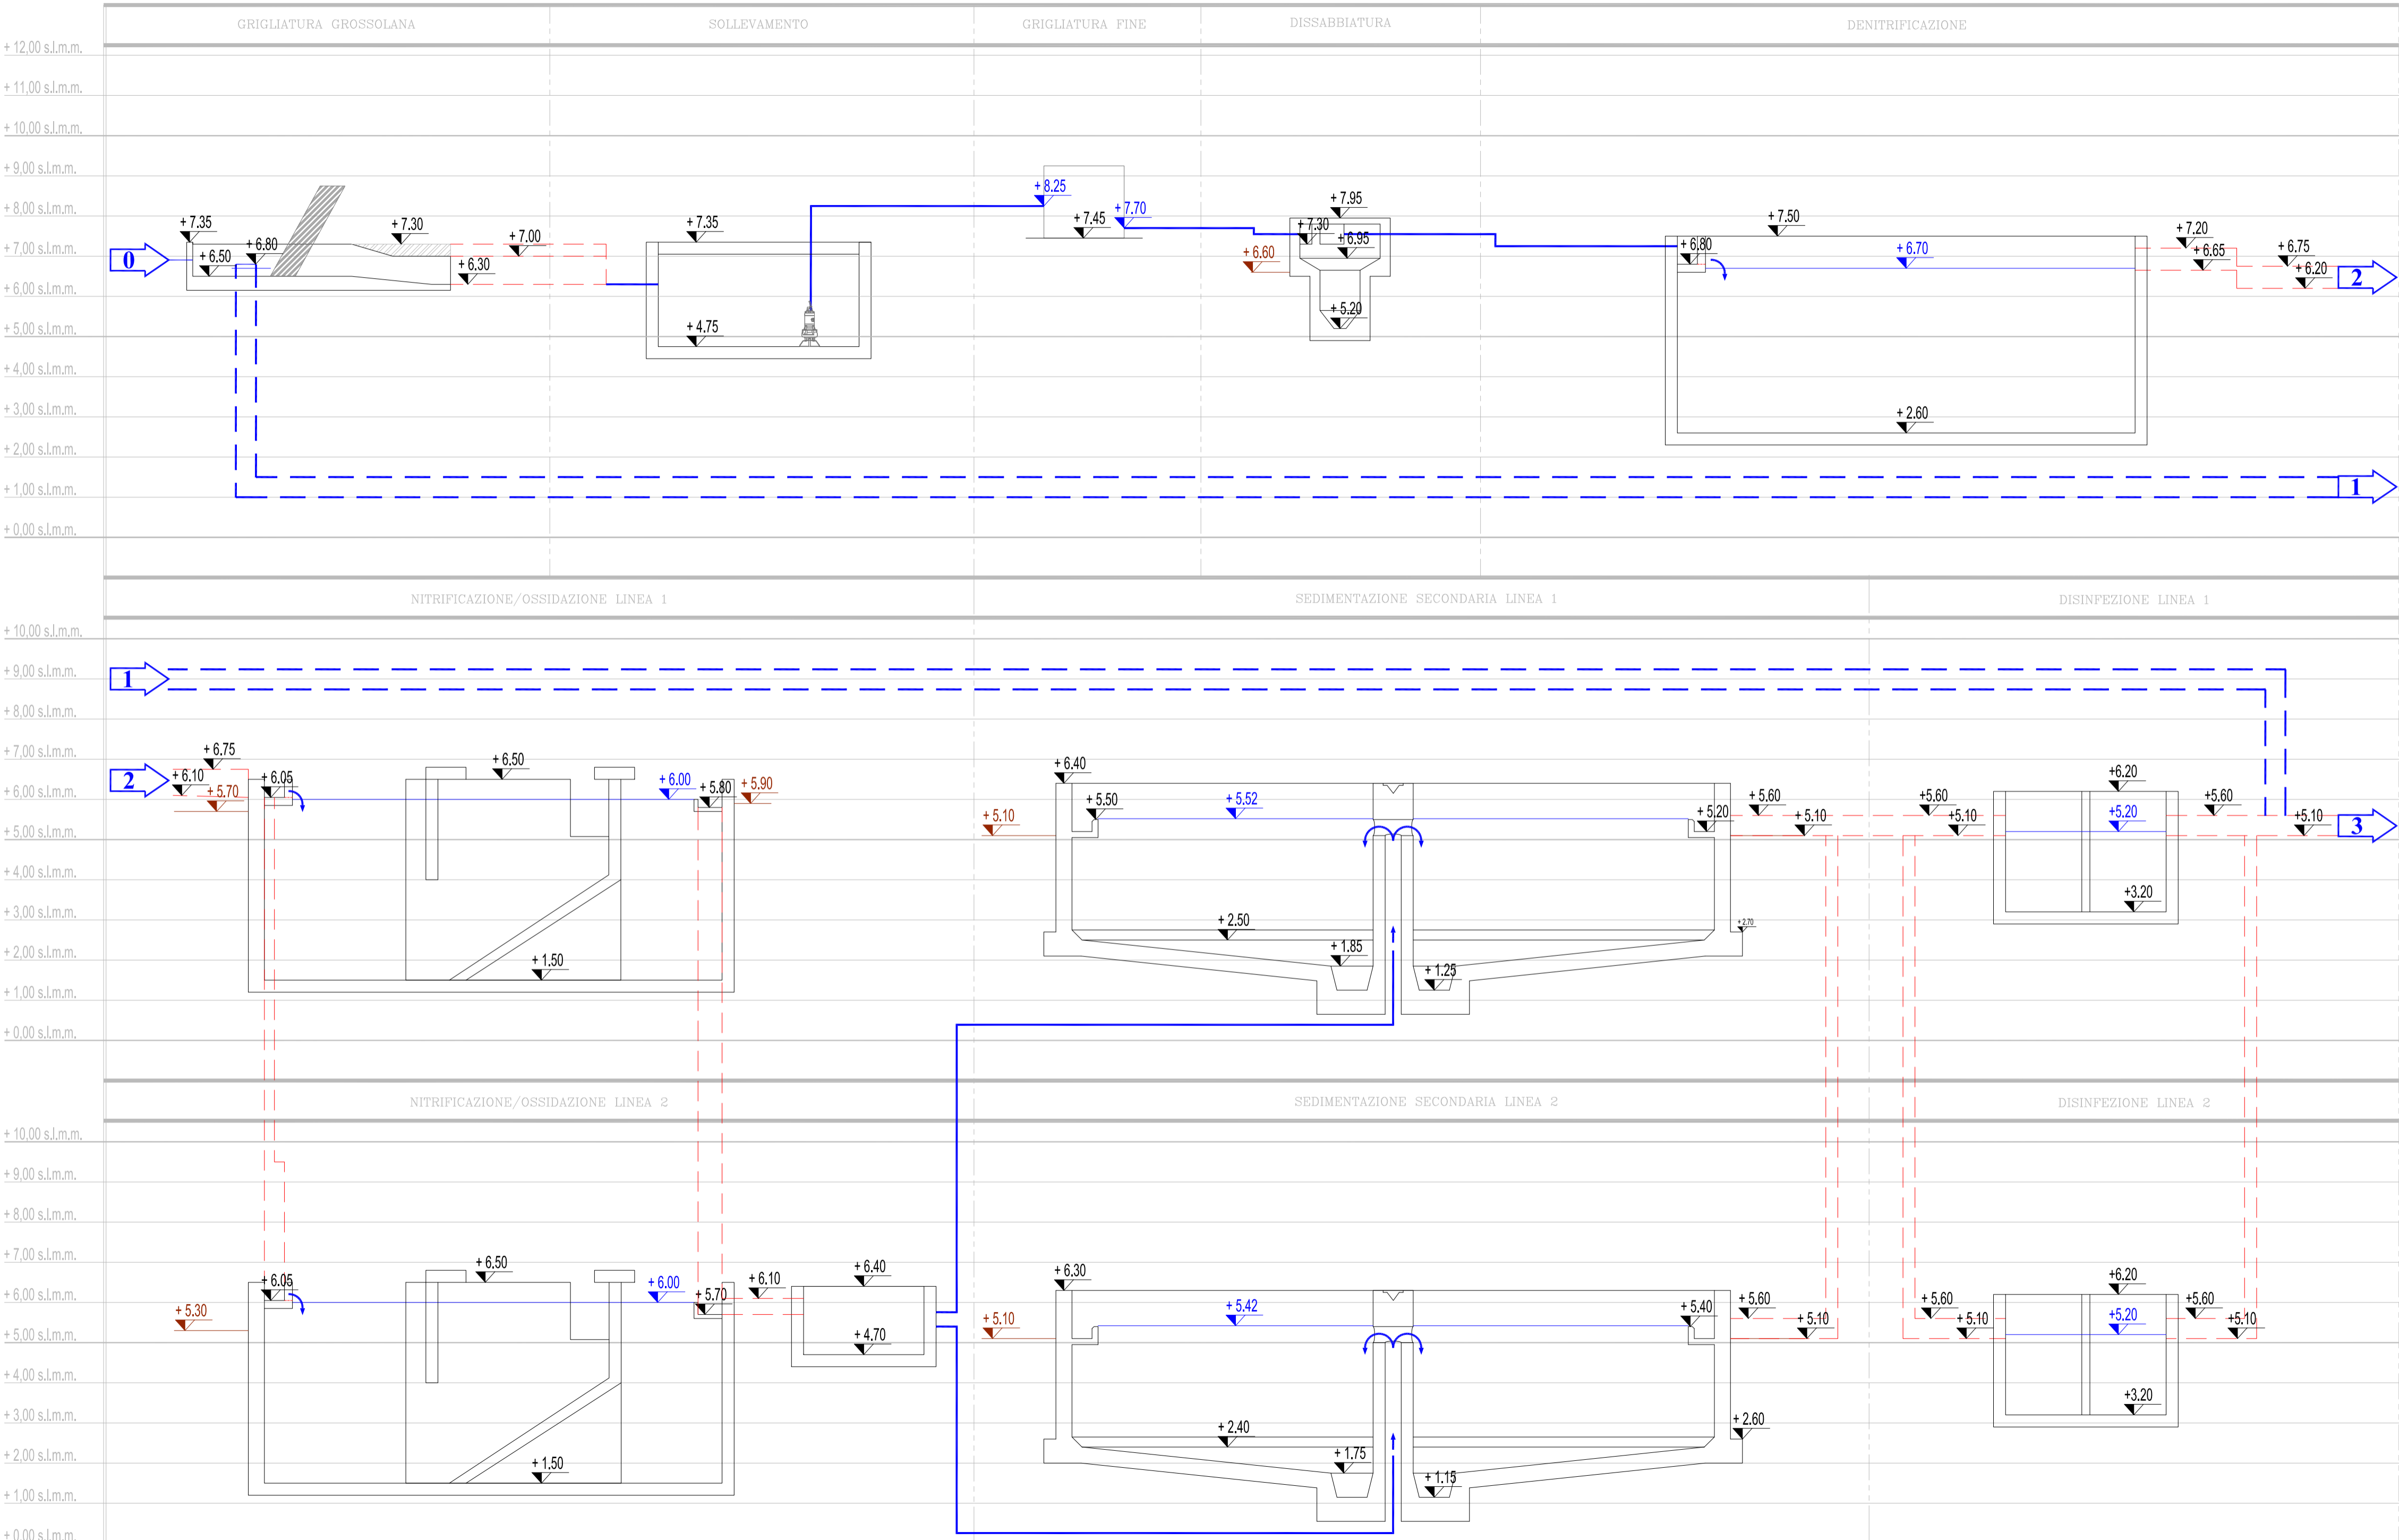 GRIGLIATURA GROSSOLANA
SOLLEVAMENTO
GRIGLIATURA FINE
DISSABBIATURA
DENITRIFICAZIONE
+ 12,00 s.l.m.m.
+ 11,00 s.l.m.m.
+ 10,00 s.l.m.m.
+ 9,00 s.l.m.m.
+ 8,00 s.l.m.m.
+ 7,00 s.l.m.m.
+ 6,00 s.l.m.m.
+ 5,00 s.l.m.m.
+ 4,00 s.l.m.m.
+ 3,00 s.l.m.m.
+ 2,00 s.l.m.m.
+ 1,00 s.l.m.m.
+ 0,00 s.l.m.m.
0
+ 7.35
+ 6.50
+ 6.80
+ 7.30
+ 7.00
+ 6.30
+ 7.35
+ 4.75
+ 8.25
+ 7.45
+ 7.70
+ 6.60
+ 7.95
+ 7.30
+ 6.95
+ 5.20
+ 7.50
+ 6.80
+ 6.70
+ 2.60
+ 7.20
+ 6.65
+ 6.75
+ 6.20
2
1
NITRIFICAZIONE/OSSIDAZIONE LINEA 1
SEDIMENTAZIONE SECONDARIA LINEA 1
DISINFEZIONE LINEA 1
+ 10,00 s.l.m.m.
+ 9,00 s.l.m.m.
+ 8,00 s.l.m.m.
+ 7,00 s.l.m.m.
+ 6,00 s.l.m.m.
+ 5,00 s.l.m.m.
+ 4,00 s.l.m.m.
+ 3,00 s.l.m.m.
+ 2,00 s.l.m.m.
+ 1,00 s.l.m.m.
+ 0,00 s.l.m.m.
1
2
+ 6.75
+ 6.10
+ 5.70
+ 6.05
+ 6.50
+ 6.00
+ 5.80
+ 5.90
+ 1.50
+ 6.40
+ 5.10
+ 5.50
+ 5.52
+ 5.20
+ 5.60
+ 5.10
+ 2.50
+ 1.85
+ 1.25
+ 2.70
+5.60
+5.10
+6.20
+5.20
+3.20
+5.60
+5.10
3
NITRIFICAZIONE/OSSIDAZIONE LINEA 2
SEDIMENTAZIONE SECONDARIA LINEA 2
DISINFEZIONE LINEA 2
+ 10,00 s.l.m.m.
+ 9,00 s.l.m.m.
+ 8,00 s.l.m.m.
+ 7,00 s.l.m.m.
+ 6,00 s.l.m.m.
+ 5,00 s.l.m.m.
+ 4,00 s.l.m.m.
+ 3,00 s.l.m.m.
+ 2,00 s.l.m.m.
+ 1,00 s.l.m.m.
+ 0,00 s.l.m.m.
+ 5.30
+ 6.05
+ 6.50
+ 6.00
+ 5.70
+ 6.10
+ 1.50
+ 6.40
+ 4.70
+ 6.30
+ 5.10
+ 5.42
+ 5.40
+ 5.60
+ 5.10
+ 2.40
+ 1.75
+ 1.15
+ 2.60
+5.60
+ 5.10
+6.20
+5.20
+3.20
+5.60
+5.10